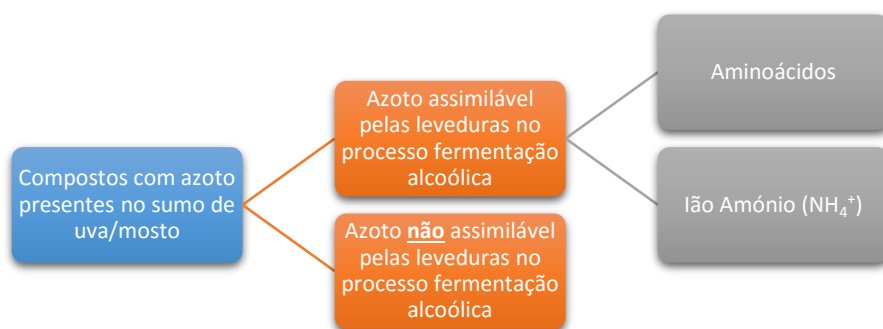 Compostos com azoto
presentes no sumo de
uva/mosto
Azoto assimilável
pelas leveduras no
processo fermentação
alcoólica
Azoto não assimilável
pelas leveduras no
processo fermentação
alcoólica
Aminoácidos
Ião Amónio (NH₄⁺)